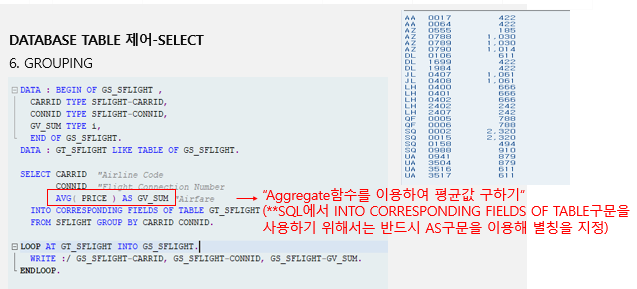 DATABASE TABLE 제어-SELECT
6. GROUPING
DATA : BEGIN OF GS_SFLIGHT ,
CARRID TYPE SFLIGHT-CARRID,
CONNID TYPE SFLIGHT-CONNID,
GV_SUM TYPE i,
END OF GS_SFLIGHT.
DATA : GT_SFLIGHT LIKE TABLE OF GS_SFLIGHT.
SELECT CARRID "Airline Code
CONNID "Flight Connection Number
AVG( PRICE ) AS GV_SUM "Airfare
INTO CORRESPONDING FIELDS OF TABLE GT_SFLIGHT
FROM SFLIGHT GROUP BY CARRID CONNID.
LOOP AT GT_SFLIGHT INTO GS_SFLIGHT.
WRITE :/ GS_SFLIGHT-CARRID, GS_SFLIGHT-CONNID, GS_SFLIGHT-GV_SUM.
ENDLOOP.
"Aggregate함수를 이용하여 평균값 구하기"
(**SQL에서 INTO CORRESPONDING FIELDS OF TABLE구문을
사용하기 위해서는 반드시 AS구문을 이용해 별칭을 지정)
AA 0017 422
AA 0064 422
AZ 0555 185
AZ 0788 1,030
AZ 0789 1,030
AZ 0790 1,014
DL 0106 611
DL 1699 422
DL 1984 422
JL 0407 1,061
JL 0408 1,061
LH 0400 666
LH 0401 666
LH 0402 666
LH 2402 242
LH 2407 242
QF 0005 788
QF 0006 788
SQ 0002 2,320
SQ 0015 2,320
SQ 0158 494
SQ 0988 910
UA 0941 879
UA 3504 879
UA 3516 611
UA 3517 611